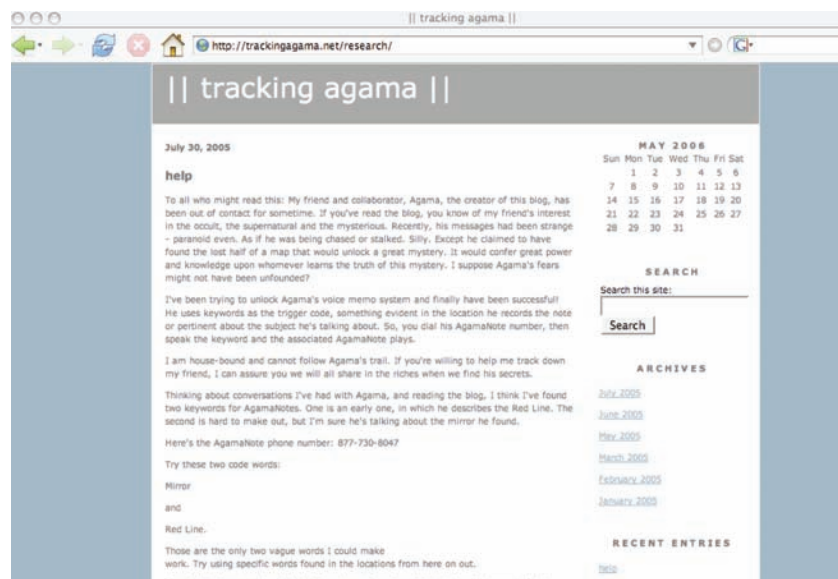 || tracking agama ||
http://trackingagama.net/research/
|| tracking agama ||
July 30, 2005
help
To all who might read this: My friend and collaborator, Agama, the creator of this blog, has
been out of contact for sometime. If you've read the blog, you know of my friend's interest
in the occult, the supernatural and the mysterious. Recently, his messages had been strange
- paranoid even. As if he was being chased or stalked. Silly. Except he claimed to have
found the lost half of a map that would unlock a great mystery. It would confer great power
and knowledge upon whomever learns the truth of this mystery. I suppose Agama's fears
might not have been unfounded?
I've been trying to unlock Agama's voice memo system and finally have been successful!
He uses keywords as the trigger code, something evident in the location he records the note
or pertinent about the subject he's talking about. So, you dial his AgamaNote number, then
speak the keyword and the associated AgamaNote plays.
I am house-bound and cannot follow Agama's trail. If you're willing to help me track down
my friend, I can assure you we will all share in the riches when we find his secrets.
Thinking about conversations I've had with Agama, and reading the blog, I think I've found
two keywords for AgamaNotes. One is an early one, in which he describes the Red Line. The
second is hard to make out, but I'm sure he's talking about the mirror he found.
Here's the AgamaNote phone number: 877-730-8047
Try these two code words:
Mirror
and
Red Line.
Those are the only two vague words I could make
work. Try using specific words found in the locations from here on out.
MAY 2006
Sun Mon Tue Wed Thu Fri Sat
1 2 3 4 5 6
7 8 9 10 11 12 13
14 15 16 17 18 19 20
21 22 23 24 25 26 27
28 29 30 31
SEARCH
Search this site:
Search
ARCHIVES
July 2005
June 2005
May 2005
March 2005
February 2005
January 2005
RECENT ENTRIES
help